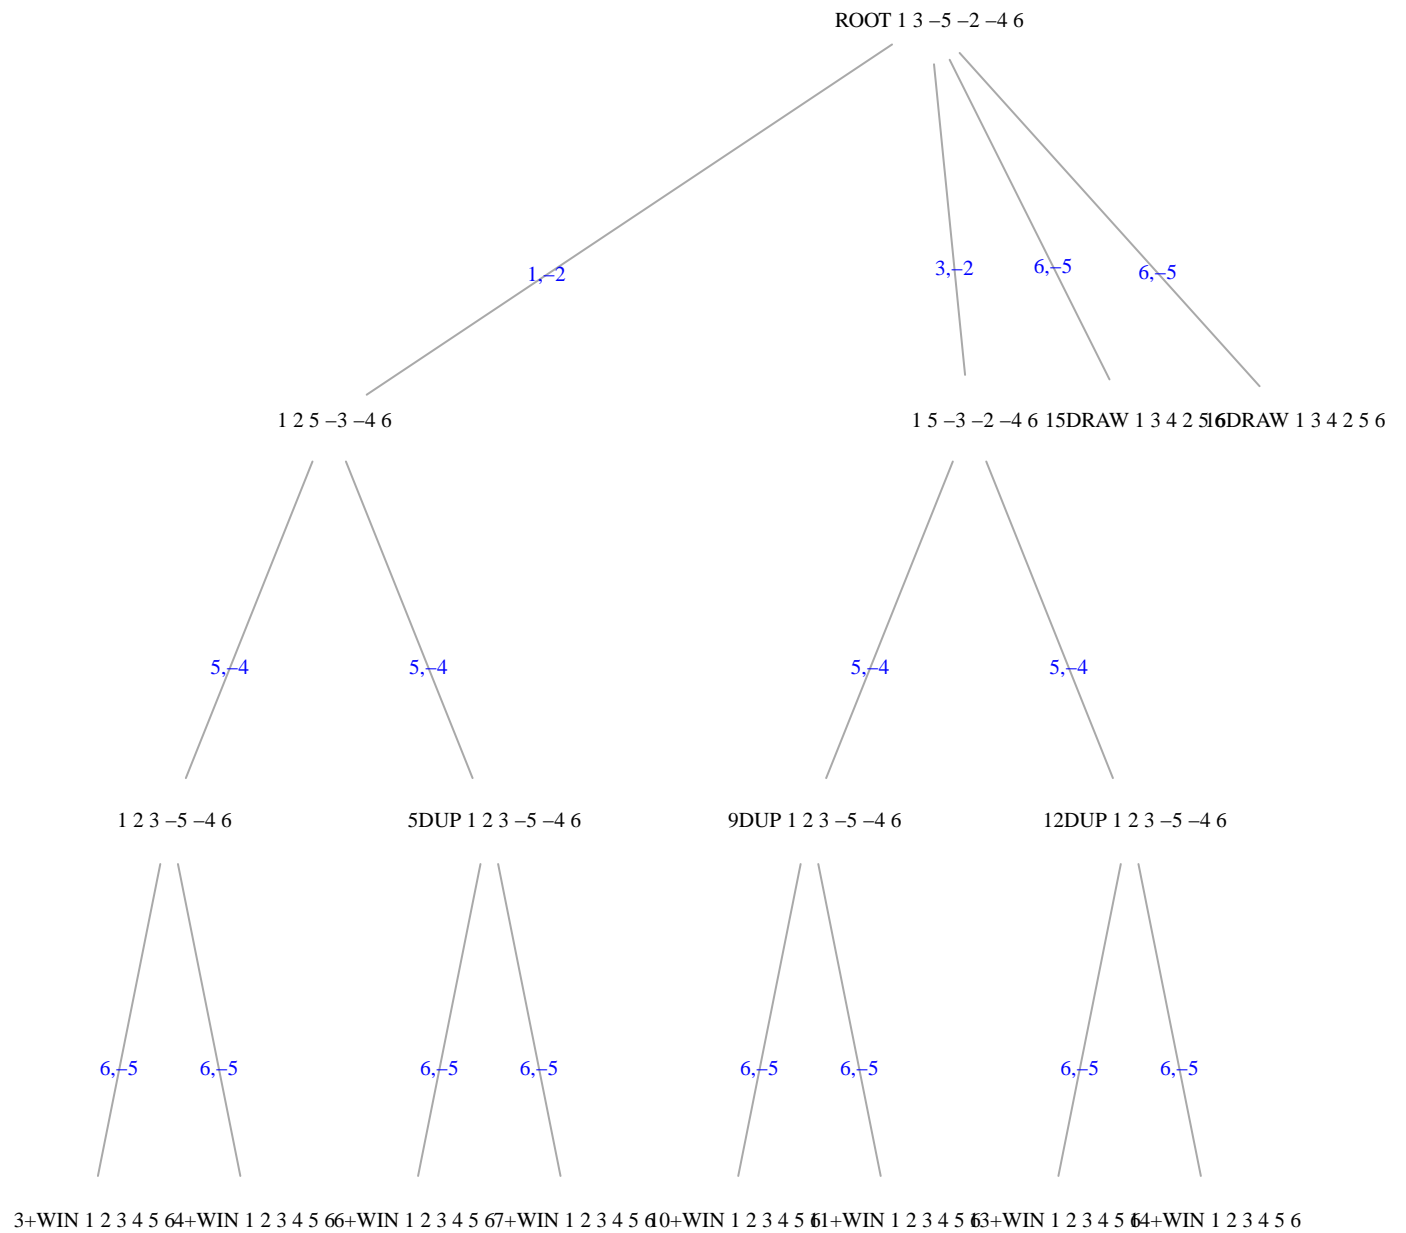 ROOT 1 3 –5 –2 –4 6
1,–2
3,–2
6,–5
6,–5
1 2 5 –3 –4 6
1 5 –3 –2 –4 6
15DRAW 1 3 4 2 5 6
16DRAW 1 3 4 2 5 6
5,–4
5,–4
5,–4
5,–4
1 2 3 –5 –4 6
5DUP 1 2 3 –5 –4 6
9DUP 1 2 3 –5 –4 6
12DUP 1 2 3 –5 –4 6
6,–5
6,–5
6,–5
6,–5
6,–5
6,–5
6,–5
6,–5
3+WIN 1 2 3 4 5 6
4+WIN 1 2 3 4 5 6
6+WIN 1 2 3 4 5 6
7+WIN 1 2 3 4 5 6
10+WIN 1 2 3 4 5 6
11+WIN 1 2 3 4 5 6
13+WIN 1 2 3 4 5 6
14+WIN 1 2 3 4 5 6